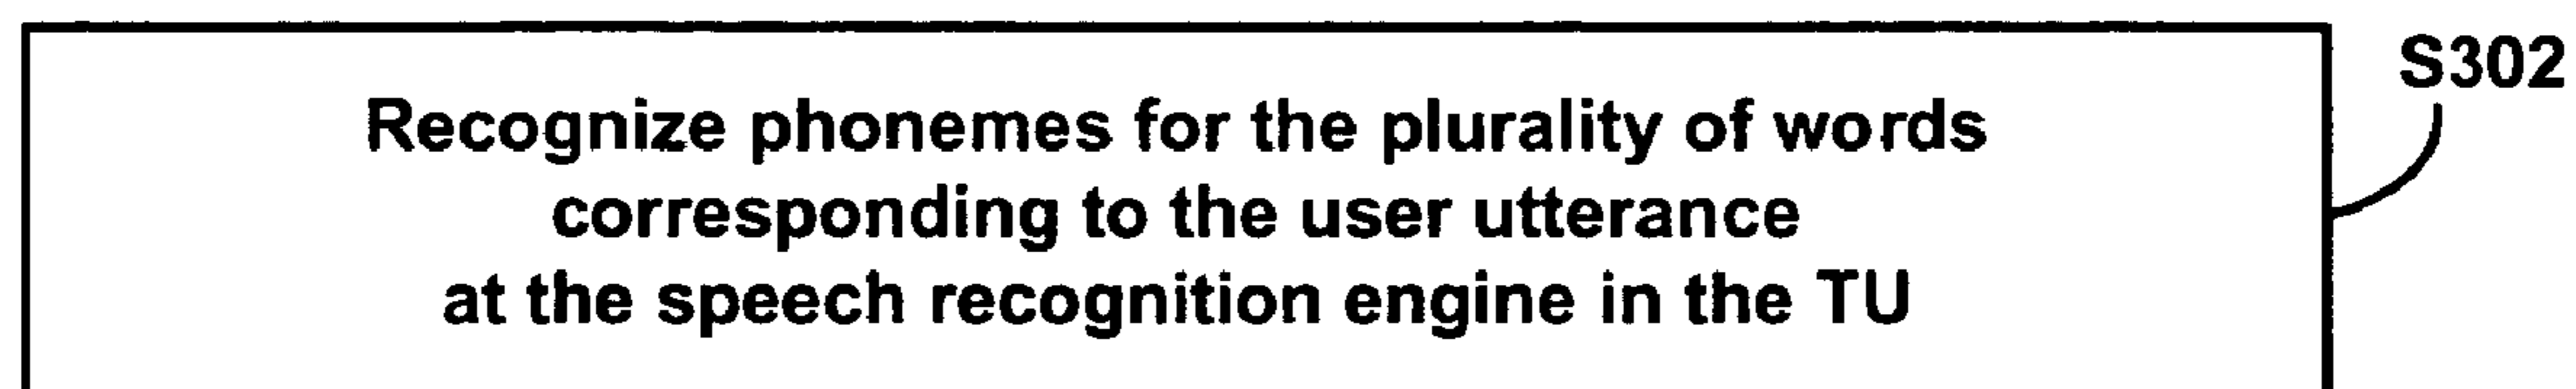 S302
Recognize phonemes for the plurality of words
corresponding to the user utterance
at the speech recognition engine in the TU